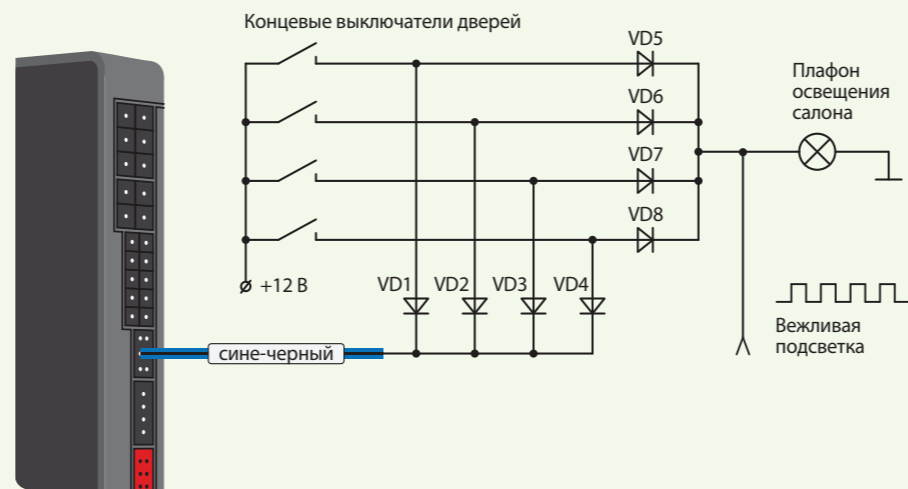 Концевые выключатели дверей
VD5
VD6
VD7
VD8
Плафон
освещения
салона
+12 В
VD1
VD2
VD3
VD4
Вежливая
подсветка
сине-черный